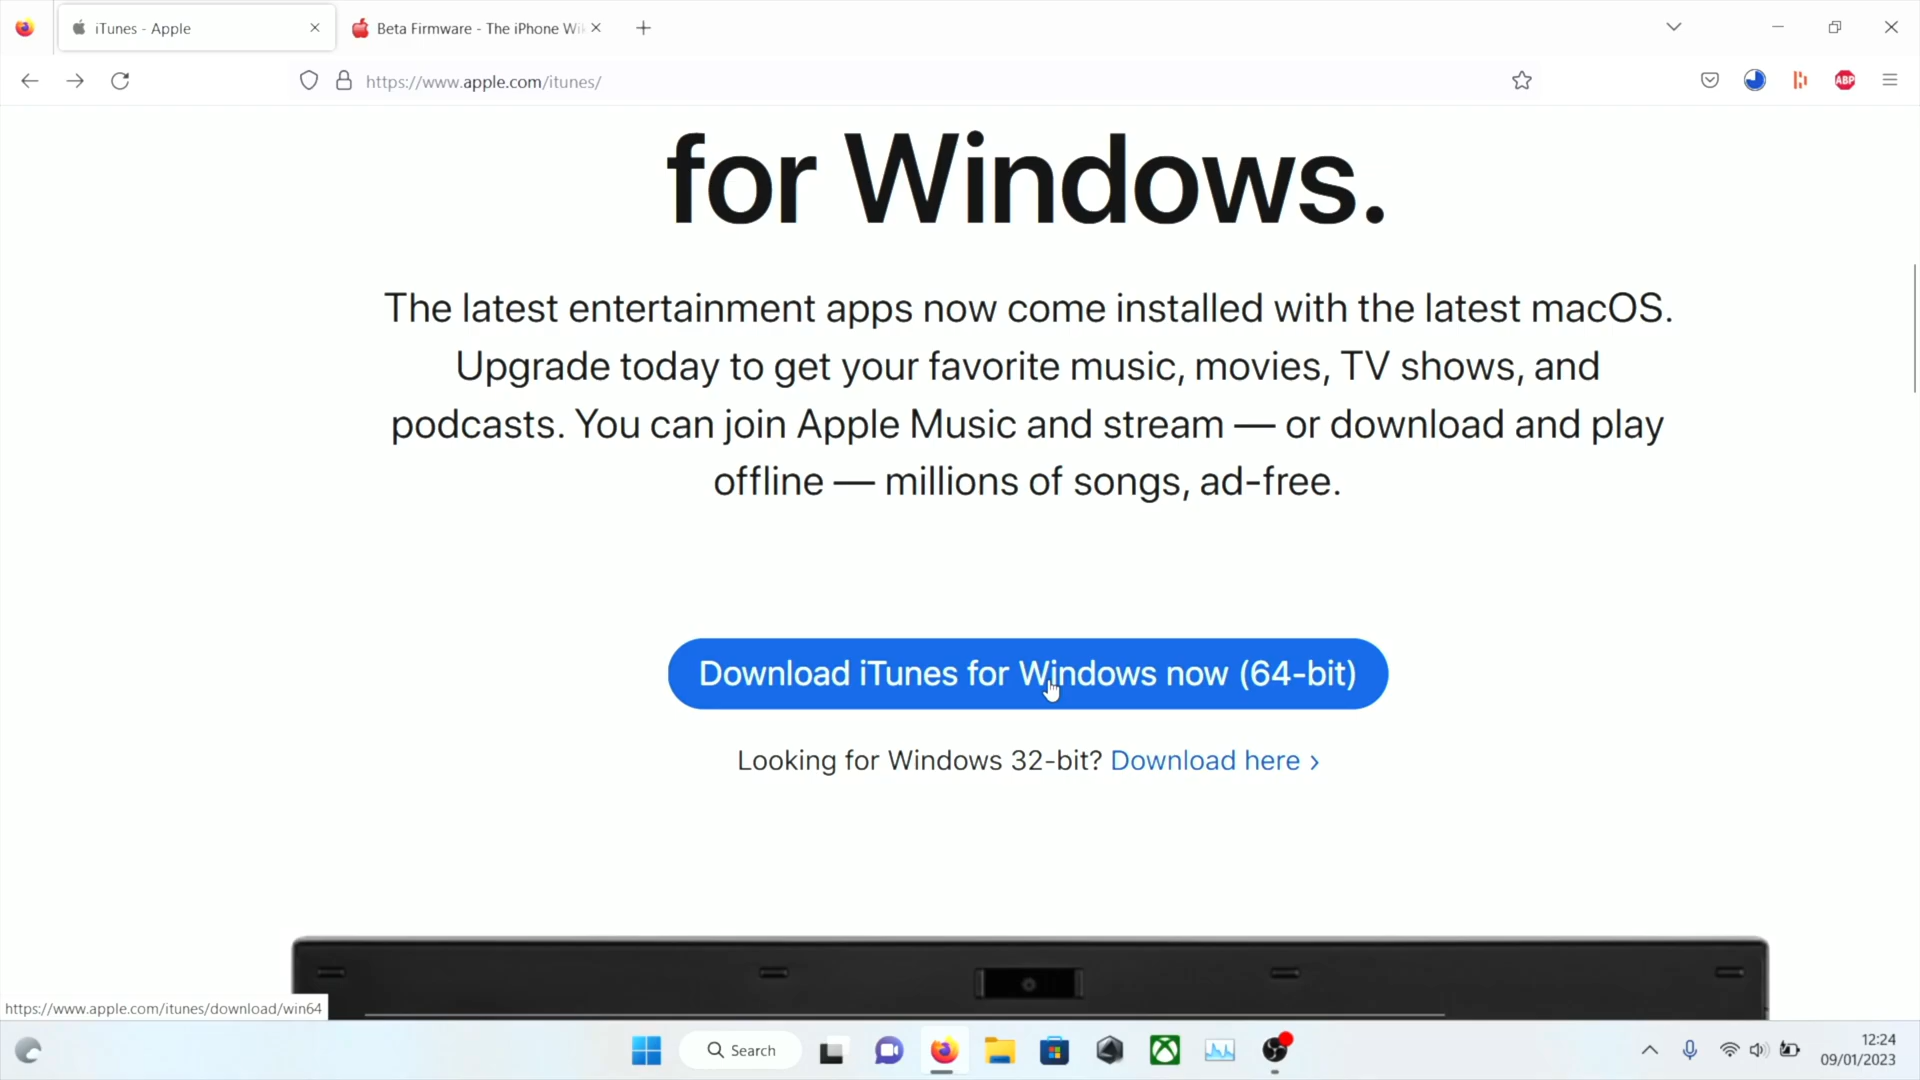 iTunes - Apple
Beta Firmware - The iPhone Wi
https://www.apple.com/itunes/
ABP
for Windows.
The latest entertainment apps now come installed with the latest macOS.
Upgrade today to get your favorite music, movies, TV shows, and
podcasts. You can join Apple Music and stream — or download and play
offline — millions of songs, ad-free.
Download iTunes for Windows now (64-bit)
Looking for Windows 32-bit? Download here ›
https://www.apple.com/itunes/download/win64
Search
12:24
09/01/2023